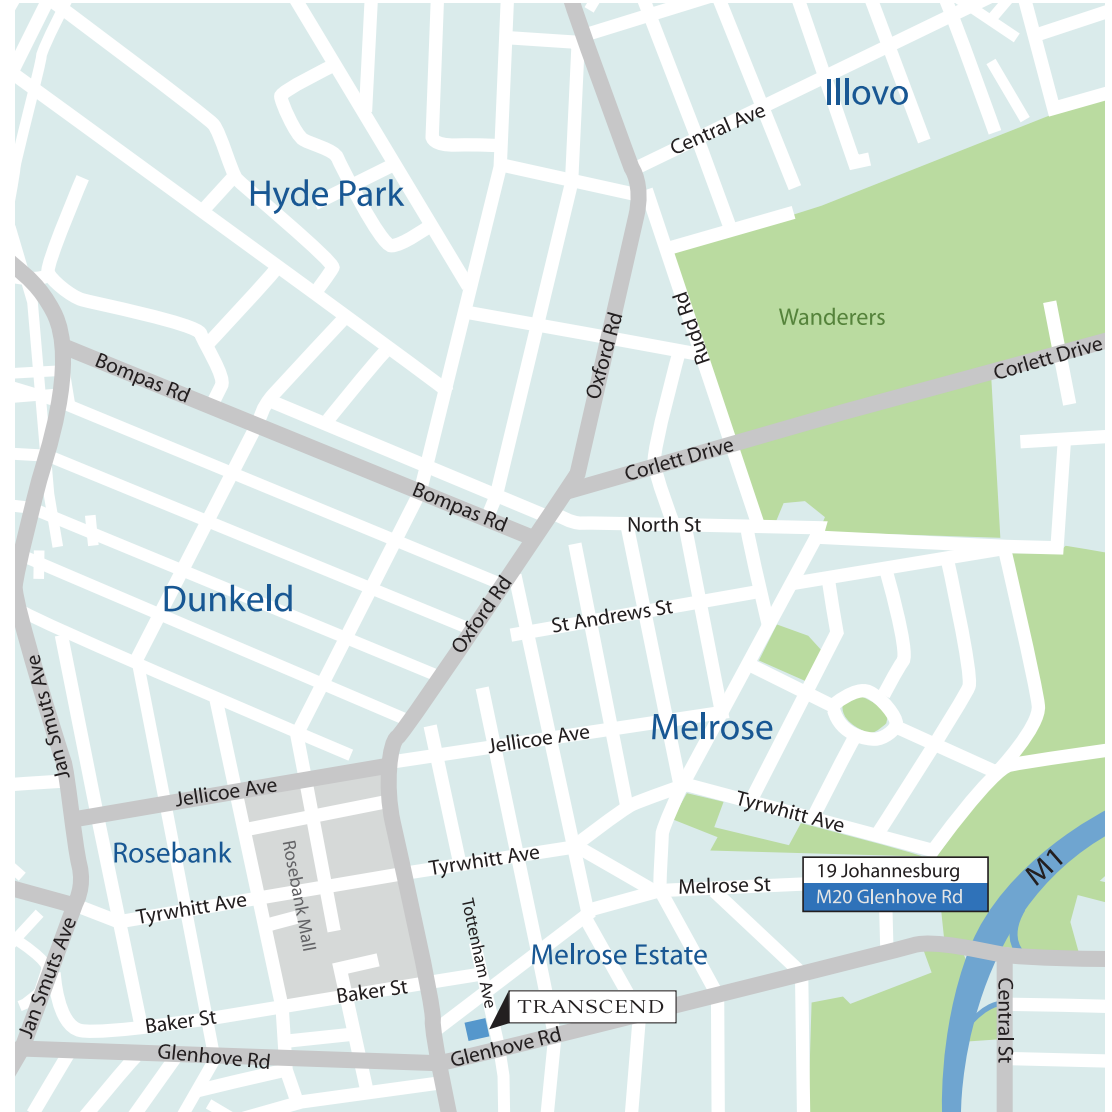 Illovo
Central Ave
Hyde Park
Rudd Rd
Wanderers
Oxford Rd
Corlett Drive
Bompas Rd
Corlett Drive
Bompas Rd
North St
Dunkeld
Oxford Rd
St Andrews St
Jan Smuts Ave
Melrose
Jellicoe Ave
Jellicoe Ave
Tyrwhitt Ave
Rosebank
Rosebank Mall
Tyrwhitt Ave
M1
19 Johannesburg
M20 Glenhove Rd
Melrose St
Tyrwhitt Ave
Tottenham Ave
Melrose Estate
Jan Smuts Ave
Baker St
TRANSCEND
Baker St
Central St
Glenhove Rd
Glenhove Rd